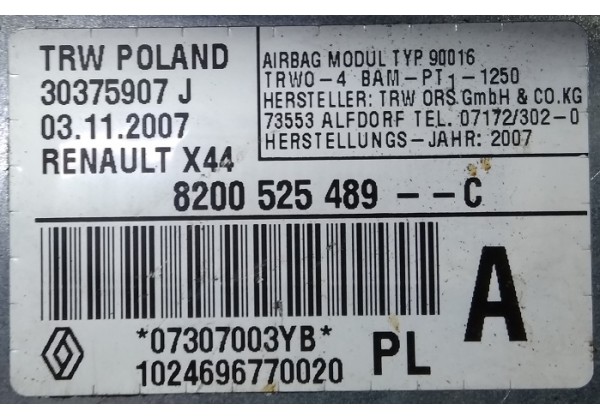 TRW POLAND
30375907 J
03.11.2007
RENAULT X44
AIRBAG MODUL TYP 90016
TRWO-4 BAM-PT1-1250
HERSTELLER: TRW ORS GmbH & CO.KG
73553 ALFDORF TEL. 07172/302-0
HERSTELLUNGS-JAHR: 2007
8200 525 489 --C
A
*07307003YB*
PL
1024696770020